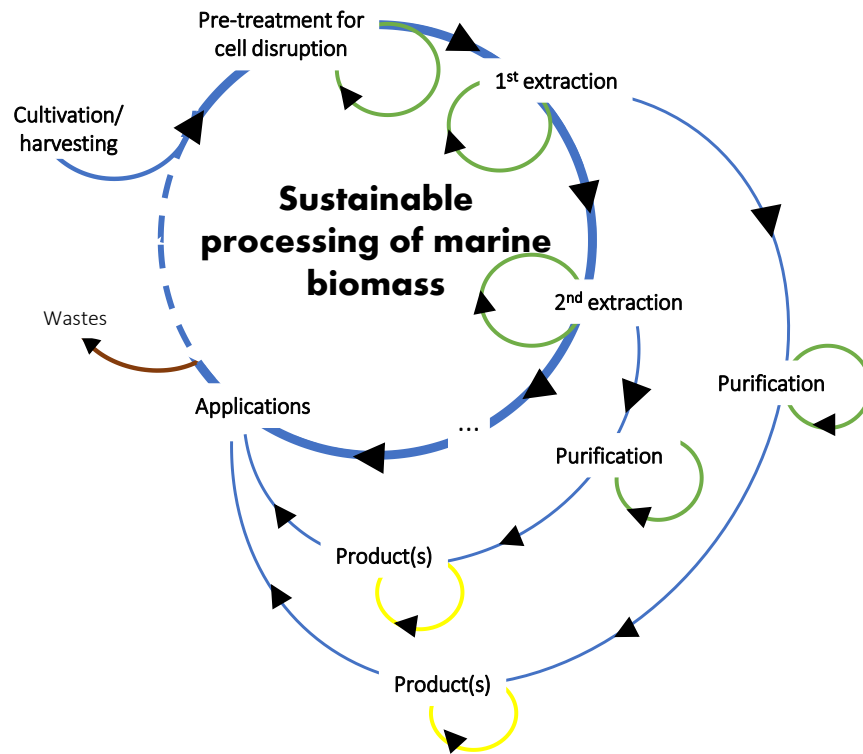 Pre-treatment for
cell disruption
1st extraction
Cultivation/
harvesting
Sustainable
processing of marine
biomass
2nd extraction
Wastes
Purification
Applications
...
Purification
Product(s)
Product(s)